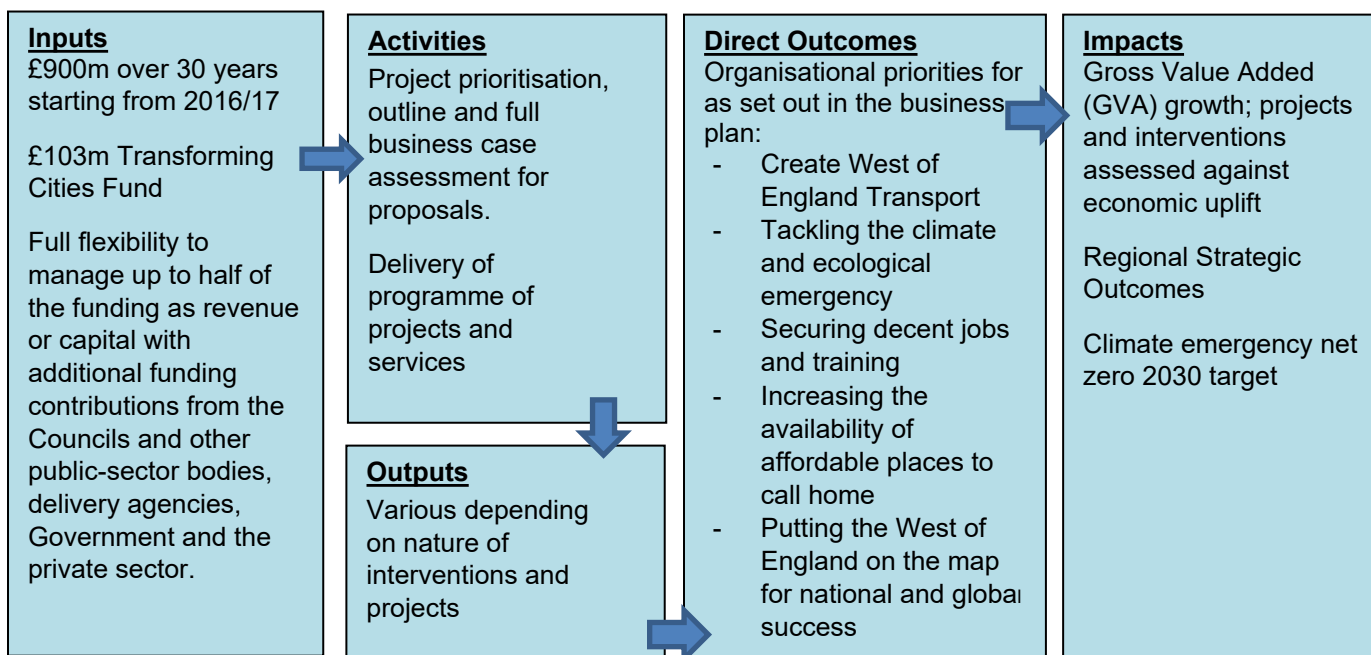 Inputs
£900m over 30 years
starting from 2016/17
£103m Transforming
Cities Fund
Full flexibility to
manage up to half of
the funding as revenue
or capital with
additional funding
contributions from the
Councils and other
public-sector bodies,
delivery agencies,
Government and the
private sector.
Activities
Project prioritisation,
outline and full
business case
assessment for
proposals.
Delivery of
programme of
projects and
services
Outputs
Various depending
on nature of
interventions and
projects
Direct Outcomes
Organisational priorities for
as set out in the business
plan:
- Create West of
England Transport
- Tackling the climate
and ecological
emergency
- Securing decent jobs
and training
- Increasing the
availability of
affordable places to
call home
- Putting the West of
England on the map
for national and global
success
Impacts
Gross Value Added
(GVA) growth; projects
and interventions
assessed against
economic uplift
Regional Strategic
Outcomes
Climate emergency net
zero 2030 target